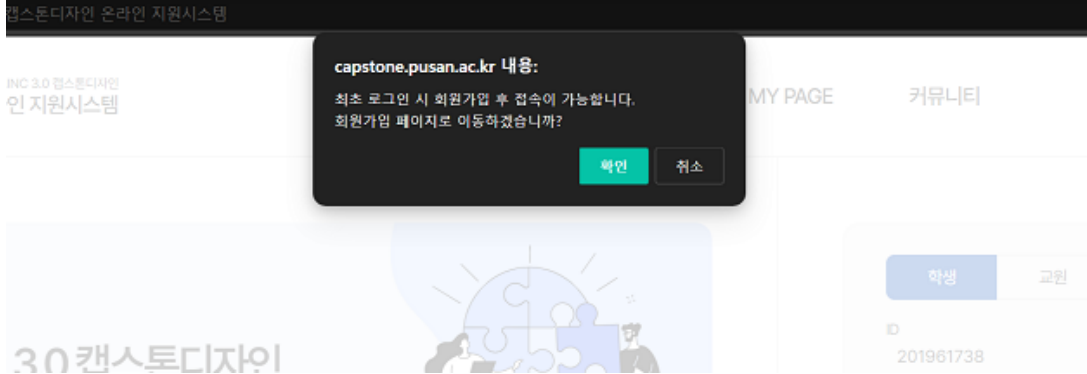 캡스톤디자인 온라인 지원시스템
capstone.pusan.ac.kr 내용:
최초 로그인 시 회원가입 후 접속이 가능합니다.
회원가입 페이지로 이동하겠습니까?
확인 취소
INC 3.0 캡스톤디자인
인 지원시스템
MY PAGE 커뮤니티
3.0 캡스톤디자인
학생 교원
ID
201961738